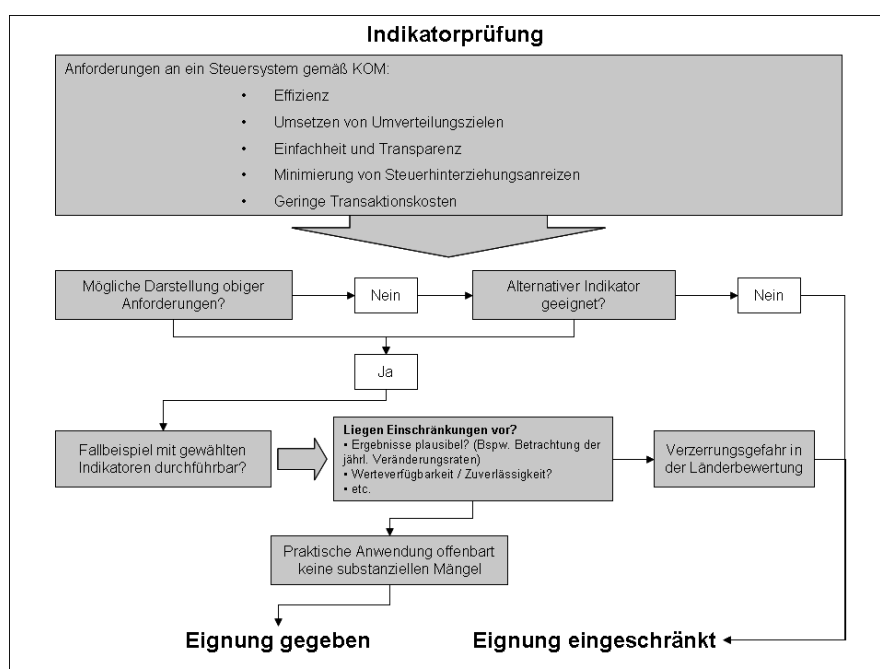 Indikatorprüfung
Anforderungen an ein Steuersystem gemäß KOM:
• Effizienz
• Umsetzen von Umverteilungszielen
• Einfachheit und Transparenz
• Minimierung von Steuerhinterziehungsanreizen
• Geringe Transaktionskosten
Mögliche Darstellung obiger
Anforderungen?
Nein
Alternativer Indikator
geeignet?
Nein
Ja
Fallbeispiel mit gewählten
Indikatoren durchführbar?
Liegen Einschränkungen vor?
▪ Ergebnisse plausibel? (Bspw. Betrachtung der
jährl. Veränderungsraten)
▪ Werteverfügbarkeit / Zuverlässigkeit?
▪ etc.
Verzerrungsgefahr in
der Länderbewertung
Praktische Anwendung offenbart
keine substanziellen Mängel
Eignung gegeben
Eignung eingeschränkt